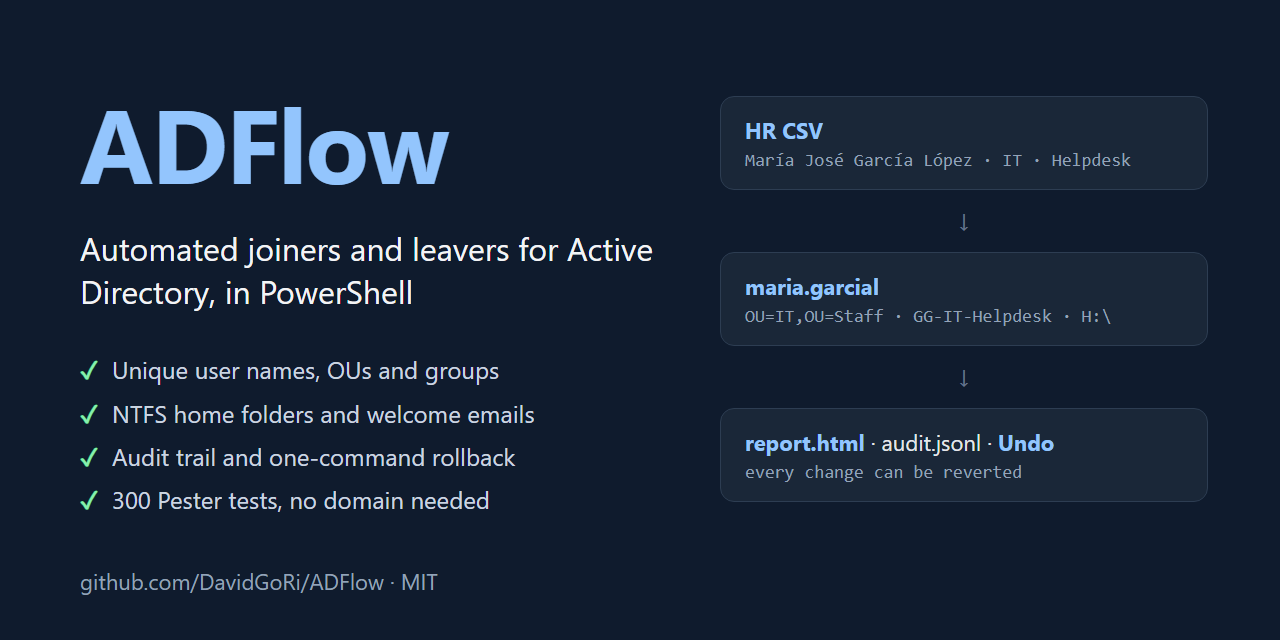 ADFlow
Automated joiners and leavers for Active
Directory, in PowerShell
✓ Unique user names, OUs and groups
✓ NTFS home folders and welcome emails
✓ Audit trail and one-command rollback
✓ 300 Pester tests, no domain needed
github.com/DavidGoRi/ADFlow · MIT
HR CSV
María José García López · IT · Helpdesk
↓
maria.garcial
OU=IT,OU=Staff · GG-IT-Helpdesk · H:\
↓
report.html · audit.jsonl · Undo
every change can be reverted